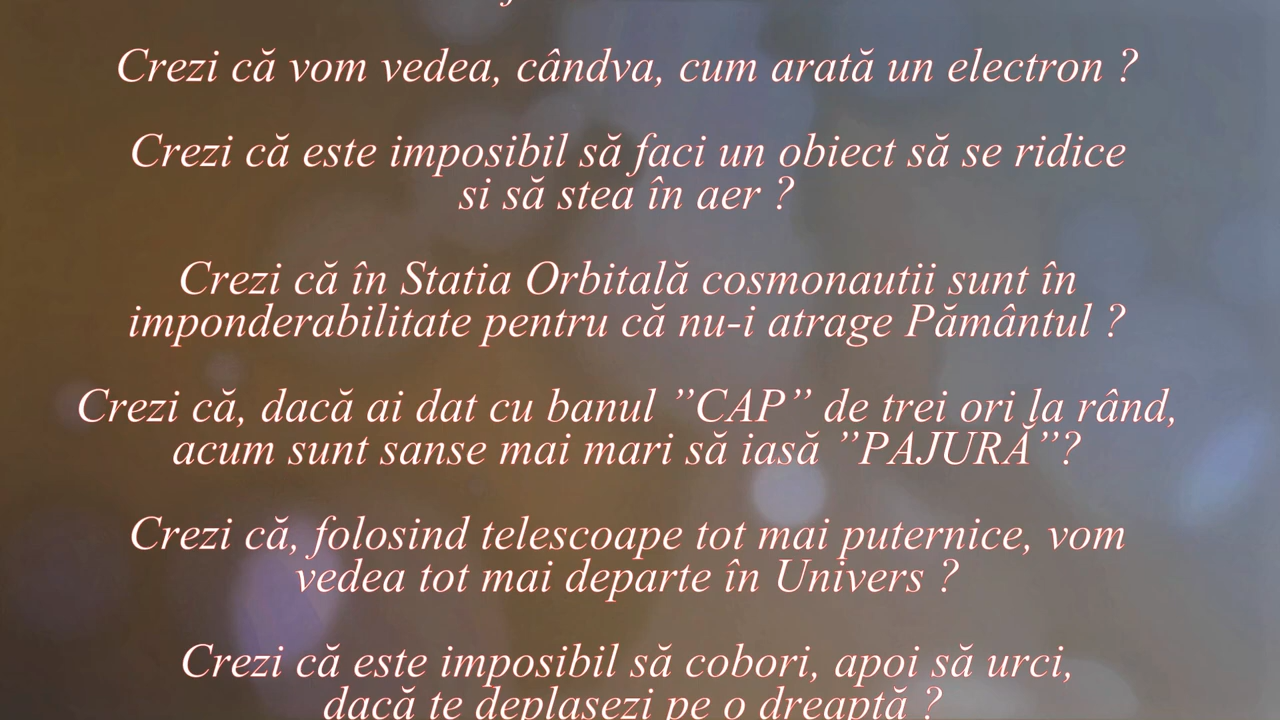 Crezi că vom vedea, cândva, cum arată un electron ?
Crezi că este imposibil să faci un obiect să se ridice
si să stea în aer ?
Crezi că în Statia Orbitală cosmonautii sunt în
imponderabilitate pentru că nu-i atrage Pământul ?
Crezi că, dacă ai dat cu banul ”CAP” de trei ori la rând,
acum sunt sanse mai mari să iasă ”PAJURĂ”?
Crezi că, folosind telescoape tot mai puternice, vom
vedea tot mai departe în Univers ?
Crezi că este imposibil să cobori, apoi să urci,
dacă te deplasezi pe o dreaptă ?